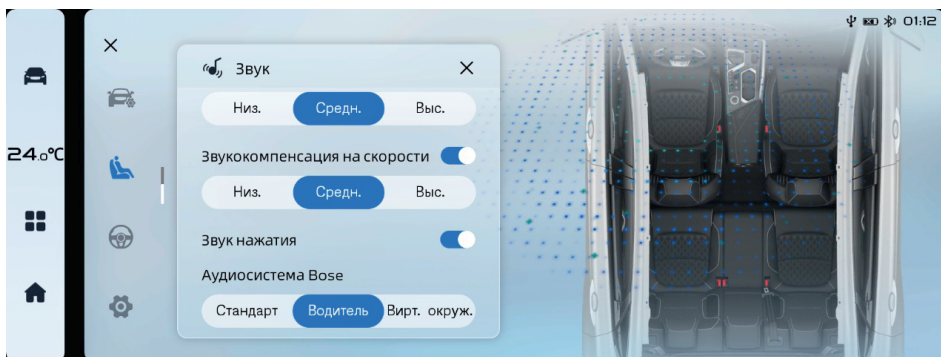 01:12
Звук
Низ. Средн. Выс.
24.0°C
Звукокомпенсация на скорости
Низ. Средн. Выс.
Звук нажатия
Аудиосистема Bose
Стандарт Водитель Вирт. окруж.